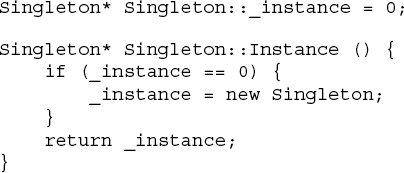 Singleton* Singleton::_instance = 0;
Singleton* Singleton::Instance () {
    if (_instance == 0) {
        _instance = new Singleton;
    }
    return _instance;
}